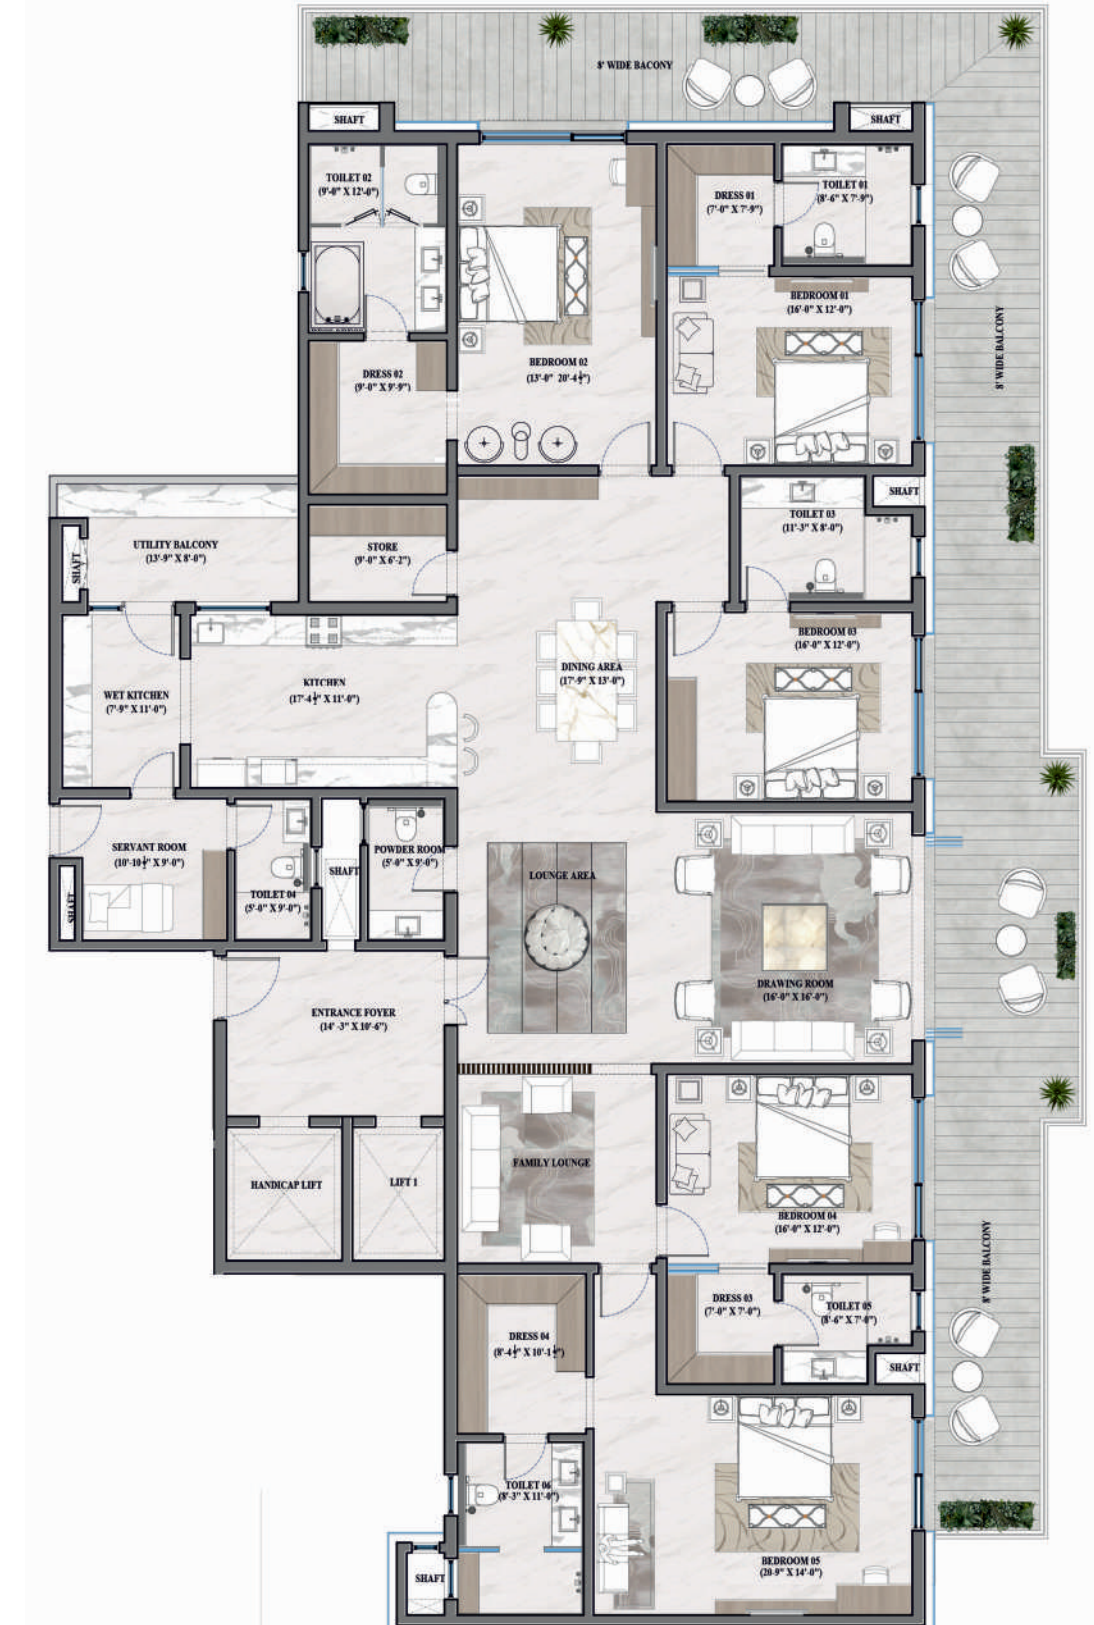 8' WIDE BACONY
SHAFT
SHAFT
TOILET 02
(9'-0" X 12'-0")
DRESS 01
(7'-0" X 7'-9")
TOILET 01
(8'-6" X 7'-9")
BEDROOM 01
(16'-0" X 12'-0")
8' WIDE BALCONY
BEDROOM 02
(13'-0" 20'-4½")
DRESS 02
(9'-0" X 9'-9")
SHAFT
TOILET 03
(11'-3" X 8'-0")
UTILITY BALCONY
(13'-9" X 8'-0")
STORE
(9'-0" X 6'-2")
SHAFT
BEDROOM 03
(16'-0" X 12'-0")
DINING AREA
(17'-9" X 13'-0")
KITCHEN
(17'-4½" X 11'-0")
WET KITCHEN
(7'-9" X 11'-0")
SERVANT ROOM
(10'-10½" X 9'-0")
POWDER ROOM
(5'-0" X 9'-0")
SHAFT
LOUNGE AREA
TOILET 04
(5'-0" X 9'-0")
SHAFT
DRAWING ROOM
(16'-0" X 16'-0")
ENTRANCE FOYER
(14' -3" X 10'-6")
FAMILY LOUNGE
HANDICAP LIFT
LIFT 1
BEDROOM 04
(16'-0" X 12'-0")
8' WIDE BALCONY
DRESS 03
(7'-0" X 7'-0")
TOILET 05
(8'-6" X 7'-0")
DRESS 04
(8'-4½" X 10'-1½")
SHAFT
TOILET 06
(8'-3" X 11'-0")
BEDROOM 05
(20-9" X 14'-0")
SHAFT